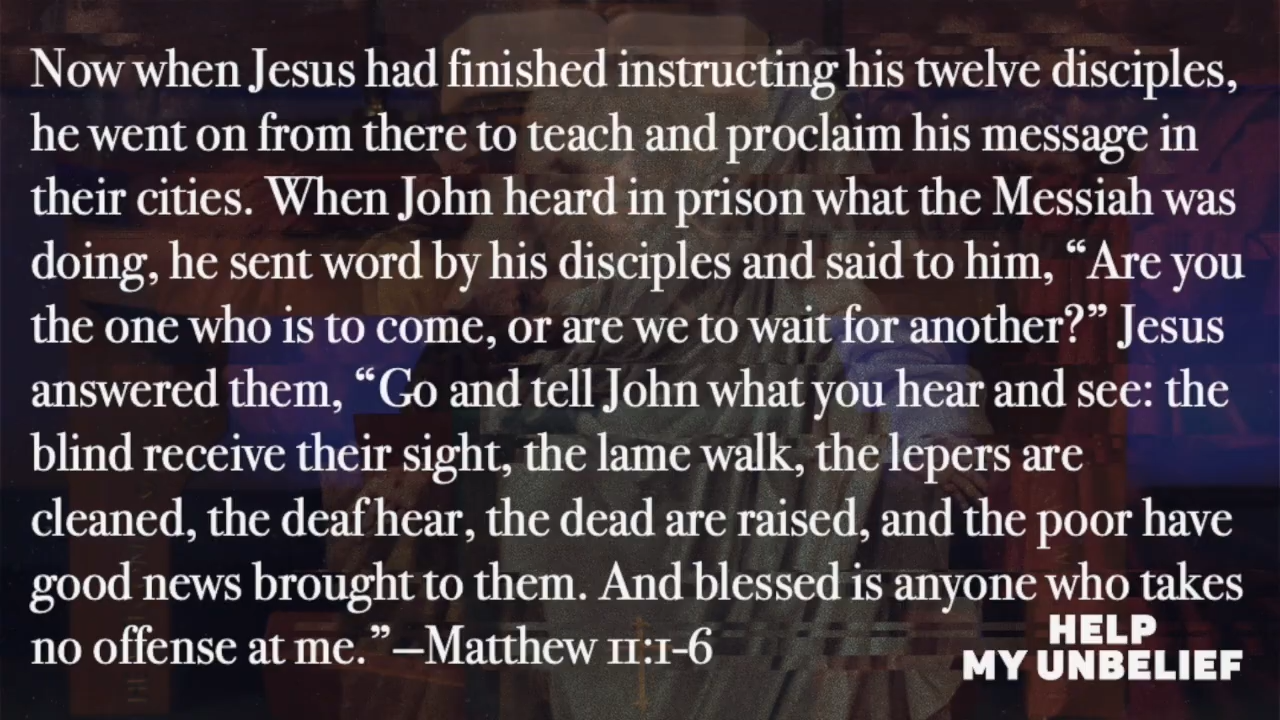 Now when Jesus had finished instructing his twelve disciples,
he went on from there to teach and proclaim his message in
their cities. When John heard in prison what the Messiah was
doing, he sent word by his disciples and said to him, “Are you
the one who is to come, or are we to wait for another?” Jesus
answered them, “Go and tell John what you hear and see: the
blind receive their sight, the lame walk, the lepers are
cleaned, the deaf hear, the dead are raised, and the poor have
good news brought to them. And blessed is anyone who takes
no offense at me.”—Matthew 11:1-6
HELP
MY UNBELIEF